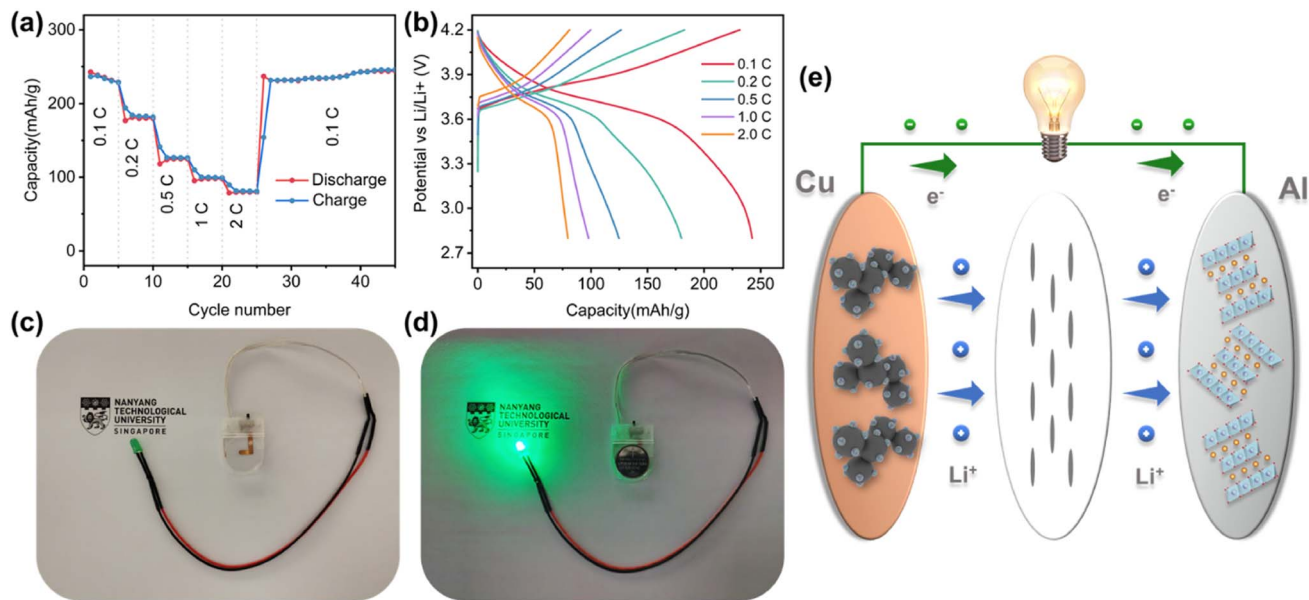 (a)
300
200
100
0
Capacity(mAh/g)
0.1 C
0.2 C
0.5 C
1 C
2 C
0.1 C
Discharge
Charge
0
10
20
30
40
Cycle number
(b)
4.2
3.9
3.6
3.3
3.0
2.7
Potential vs Li/Li+ (V)
0.1 C
0.2 C
0.5 C
1.0 C
2.0 C
0
50
100
150
200
250
Capacity(mAh/g)
(c)
NANYANG
TECHNOLOGICAL
UNIVERSITY
SINGAPORE
(d)
NANYANG
TECHNOLOGICAL
UNIVERSITY
SINGAPORE
(e)
Cu
Al
e⁻
e⁻
Li⁺
Li⁺